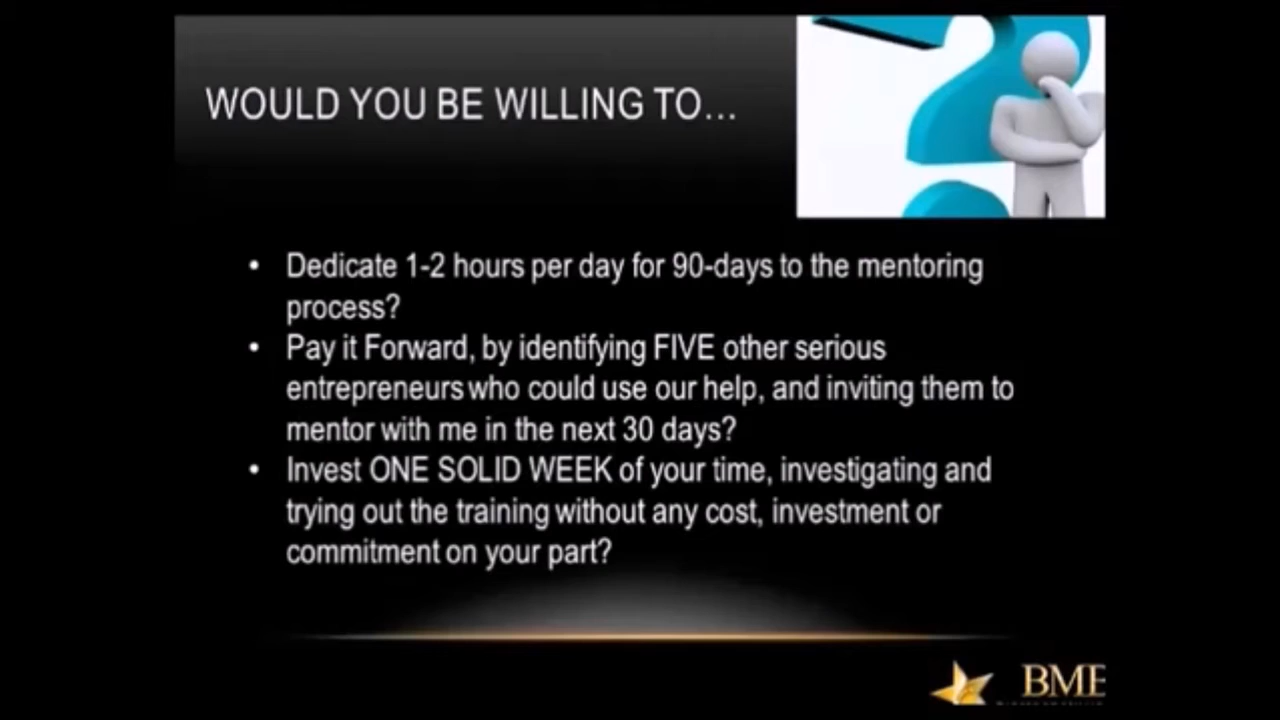 WOULD YOU BE WILLING TO...
• Dedicate 1-2 hours per day for 90-days to the mentoring
process?
• Pay it Forward, by identifying FIVE other serious
entrepreneurs who could use our help, and inviting them to
mentor with me in the next 30 days?
• Invest ONE SOLID WEEK of your time, investigating and
trying out the training without any cost, investment or
commitment on your part?
BME